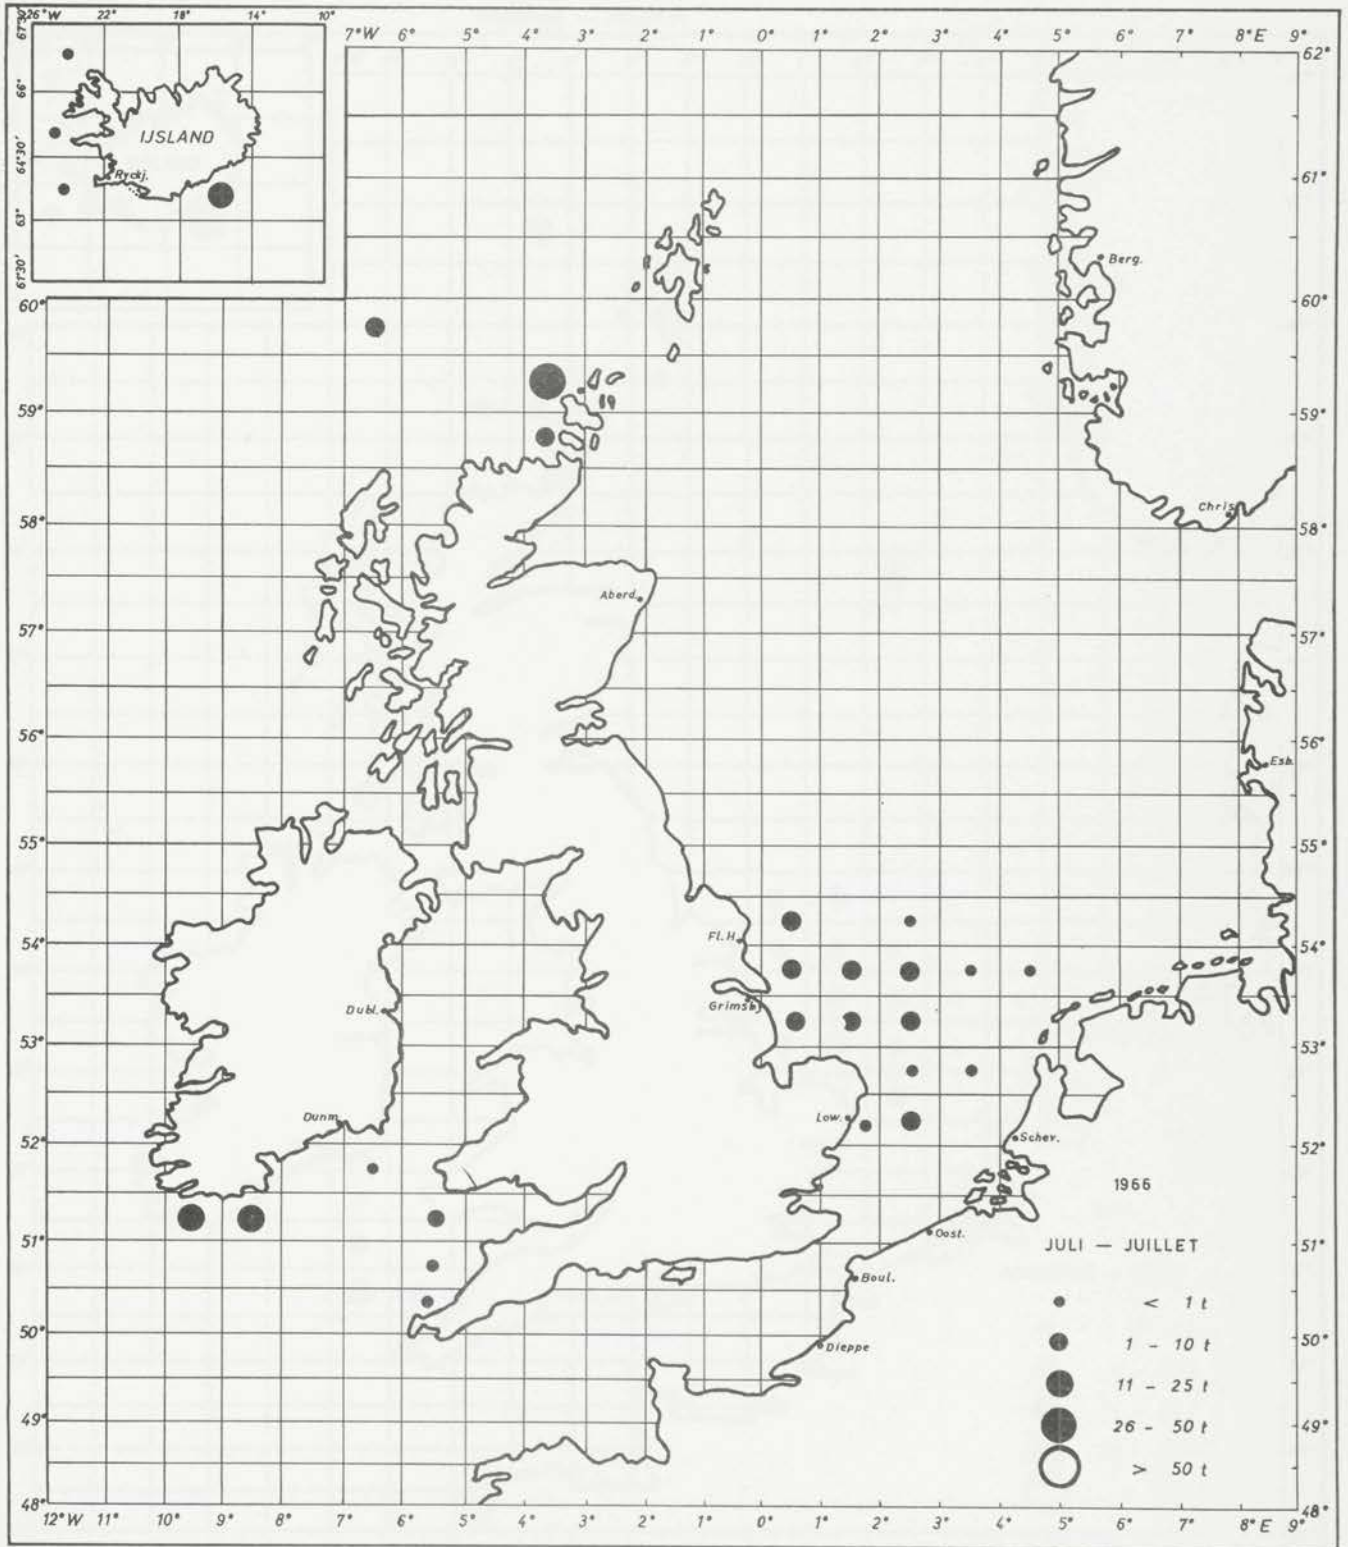 26°W 22° 18° 14° 10°
67°30'
66°
64°30'
63°
61°30'
IJSLAND
Ryckj.
7°W 6° 5° 4° 3° 2° 1° 0° 1° 2° 3° 4° 5° 6° 7° 8°E 9°
62°
61°
Berg.
60° 60°
59° 59°
Chris.
58° 58°
Aberd.
57° 57°
56° 56°
Esb.
55° 55°
54° 54°
Fl.H.
Grimsby
Dubl.
53° 53°
Dunm.
Low.
52° 52°
Schev.
1966
51° 51°
Oost.
JULI — JUILLET
Boul.
< 1 t
50° 50°
Dieppe
1 - 10 t
11 - 25 t
49° 49°
26 - 50 t
> 50 t
48° 48°
12°W 11° 10° 9° 8° 7° 6° 5° 4° 3° 2° 1° 0° 1° 2° 3° 4° 5° 6° 7° 8°E 9°